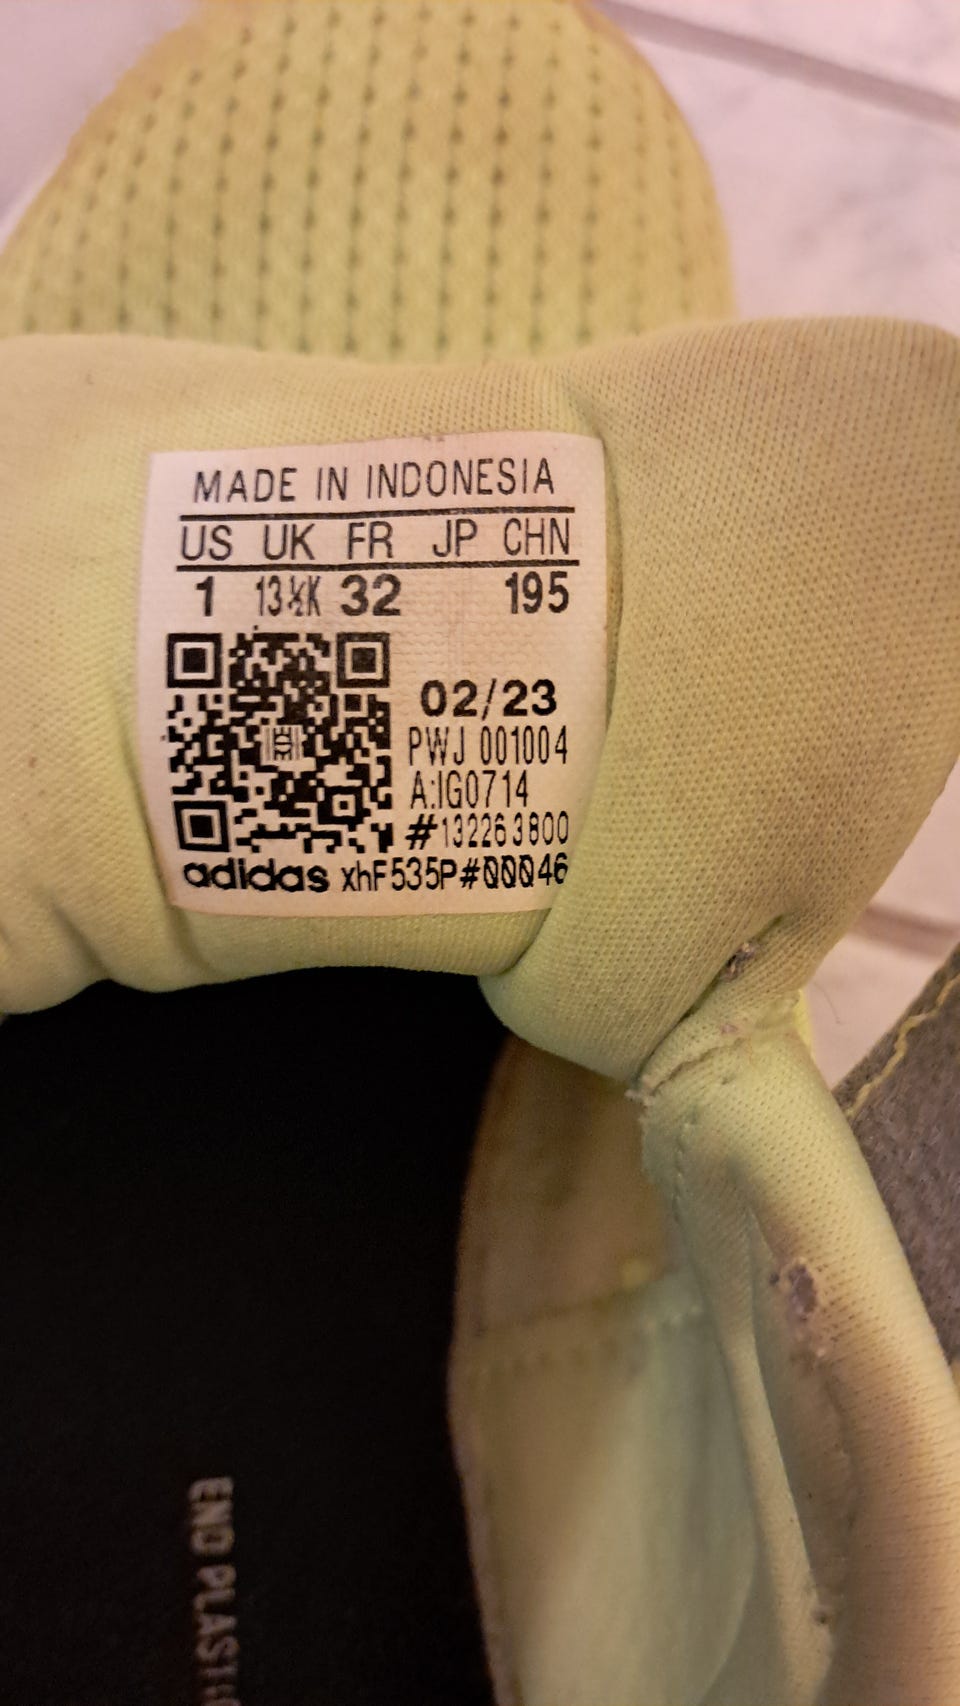 MADE IN INDONESIA
US UK FR JP CHN
1 13½K 32 195
02/23
PWJ 001004
A:IG0714
#132263800
adidas xhF535P#00046
END PLASTIC